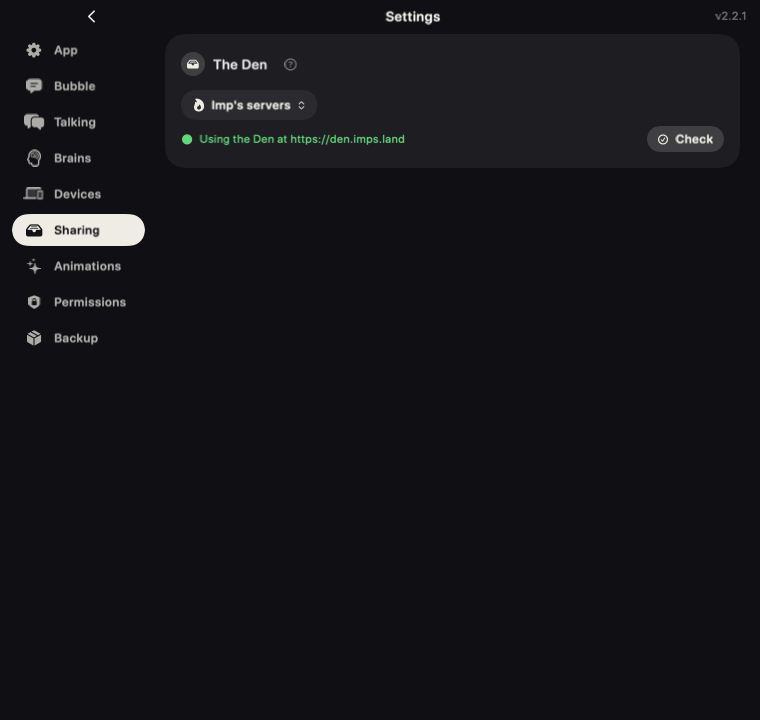 Settings
v2.2.1
App
Bubble
Talking
Brains
Devices
Sharing
Animations
Permissions
Backup
The Den ?
Imp's servers
Using the Den at https://den.imps.land
Check